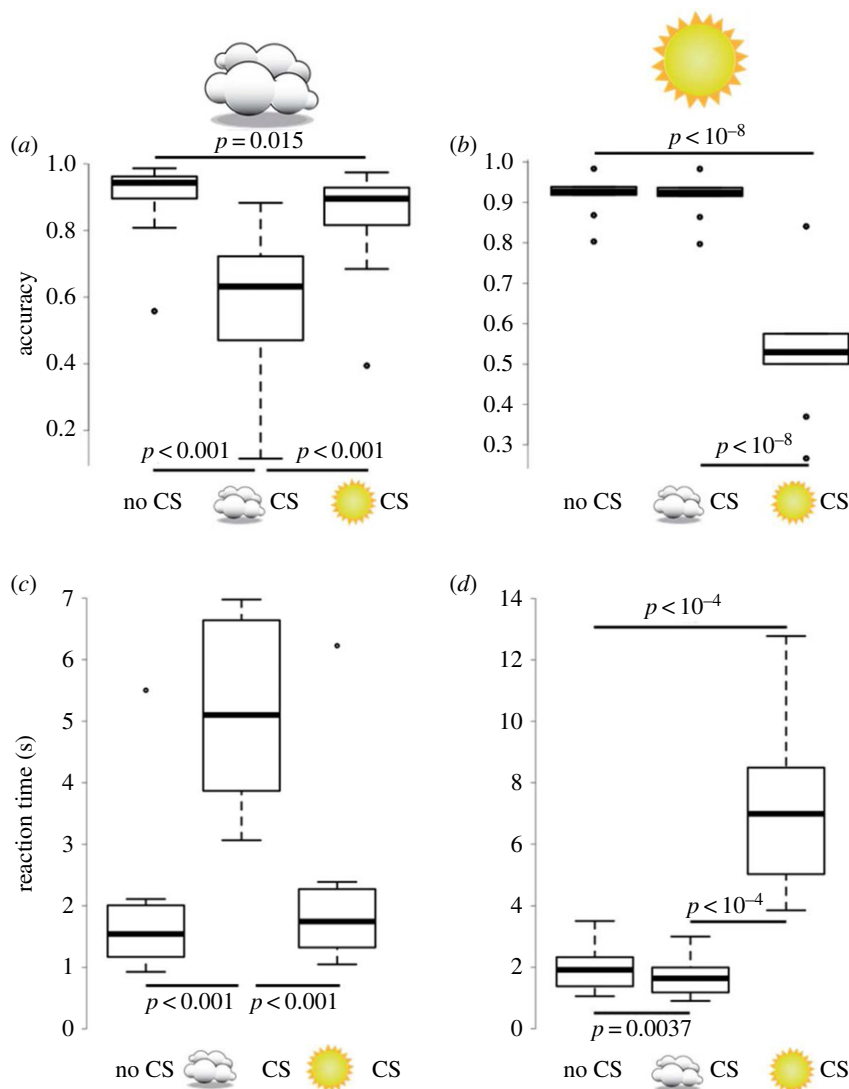 (a) (b)
p = 0.015
p < 10⁻⁸
1.0
0.8
0.6
0.4
0.2
accuracy
p < 0.001 p < 0.001
no CS CS CS
1.0
0.9
0.8
0.7
0.6
0.5
0.4
0.3
p < 10⁻⁸
no CS CS CS
(c) (d)
7
6
5
4
3
2
1
0
reaction time (s)
p < 0.001 p < 0.001
no CS CS CS
14
12
10
8
6
4
2
0
p < 10⁻⁴
p < 10⁻⁴
p = 0.0037
no CS CS CS